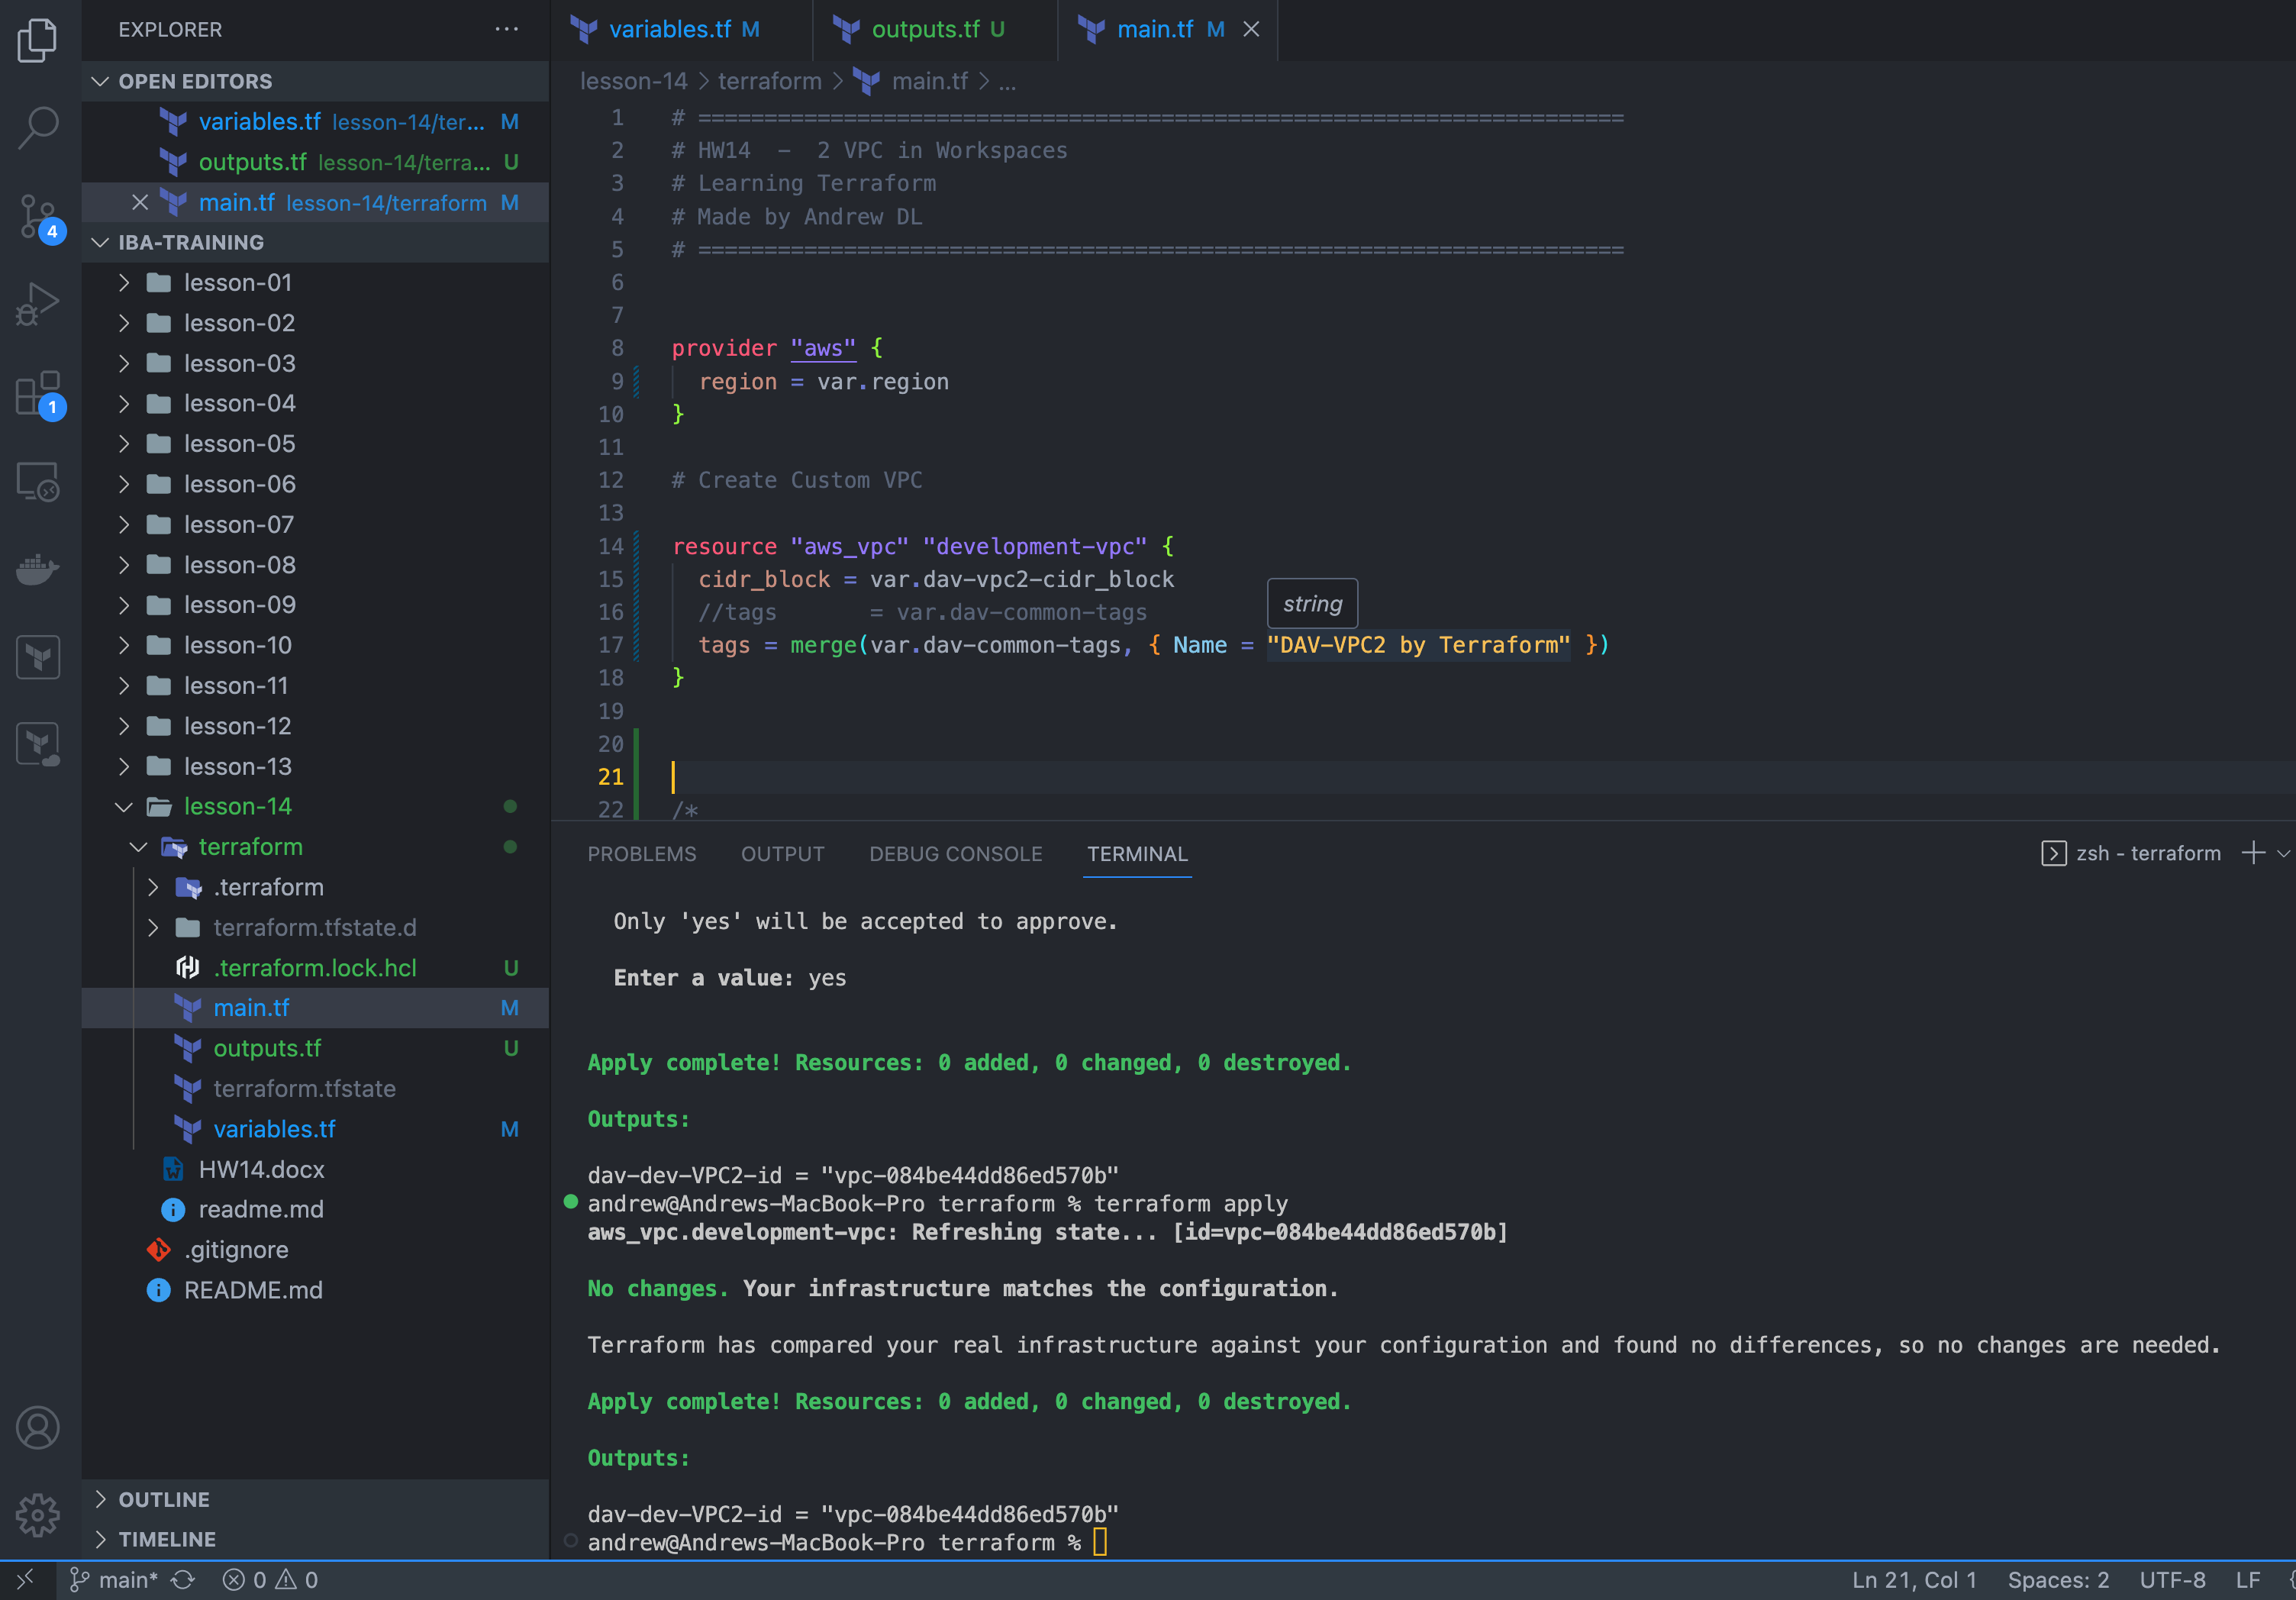 EXPLORER
OPEN EDITORS
variables.tf lesson-14/ter... M
outputs.tf lesson-14/terra... U
main.tf lesson-14/terraform M
IBA-TRAINING
lesson-01
lesson-02
lesson-03
lesson-04
lesson-05
lesson-06
lesson-07
lesson-08
lesson-09
lesson-10
lesson-11
lesson-12
lesson-13
lesson-14
terraform
.terraform
terraform.tfstate.d
.terraform.lock.hcl U
main.tf M
outputs.tf U
terraform.tfstate
variables.tf M
HW14.docx
readme.md
.gitignore
README.md
OUTLINE
TIMELINE
4
1
variables.tf M
outputs.tf U
main.tf M
lesson-14 > terraform > main.tf > ...
1 # ======================================================================
2 # HW14 - 2 VPC in Workspaces
3 # Learning Terraform
4 # Made by Andrew DL
5 # ======================================================================
6
7
8 provider "aws" {
9 region = var.region
10 }
11
12 # Create Custom VPC
13
14 resource "aws_vpc" "development-vpc" {
15 cidr_block = var.dav-vpc2-cidr_block
16 //tags = var.dav-common-tags
string
17 tags = merge(var.dav-common-tags, { Name = "DAV-VPC2 by Terraform" })
18 }
19
20
21
22 /*
PROBLEMS OUTPUT DEBUG CONSOLE TERMINAL
zsh - terraform
Only 'yes' will be accepted to approve.
Enter a value: yes
Apply complete! Resources: 0 added, 0 changed, 0 destroyed.
Outputs:
dav-dev-VPC2-id = "vpc-084be44dd86ed570b"
andrew@Andrews-MacBook-Pro terraform % terraform apply
aws_vpc.development-vpc: Refreshing state... [id=vpc-084be44dd86ed570b]
No changes. Your infrastructure matches the configuration.
Terraform has compared your real infrastructure against your configuration and found no differences, so no changes are needed.
Apply complete! Resources: 0 added, 0 changed, 0 destroyed.
Outputs:
dav-dev-VPC2-id = "vpc-084be44dd86ed570b"
andrew@Andrews-MacBook-Pro terraform %
main* 0 0
Ln 21, Col 1 Spaces: 2 UTF-8 LF